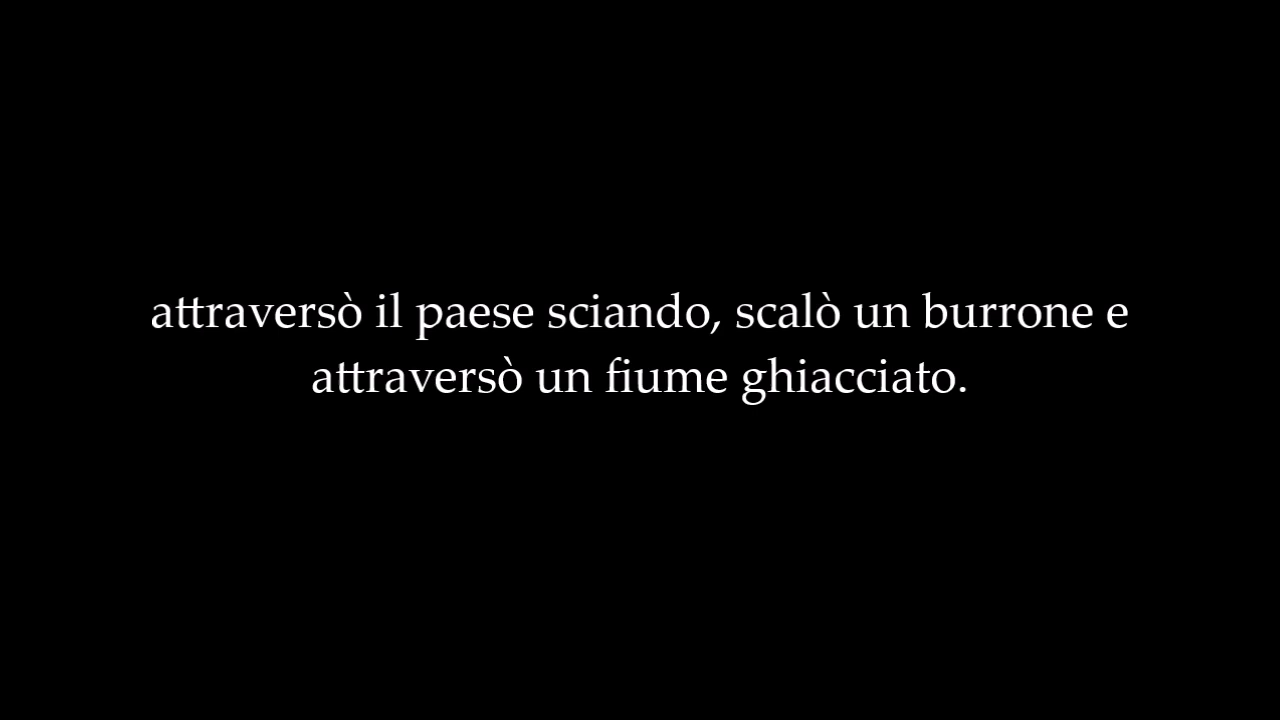 attraversò il paese sciando, scalò un burrone e
attraversò un fiume ghiacciato.